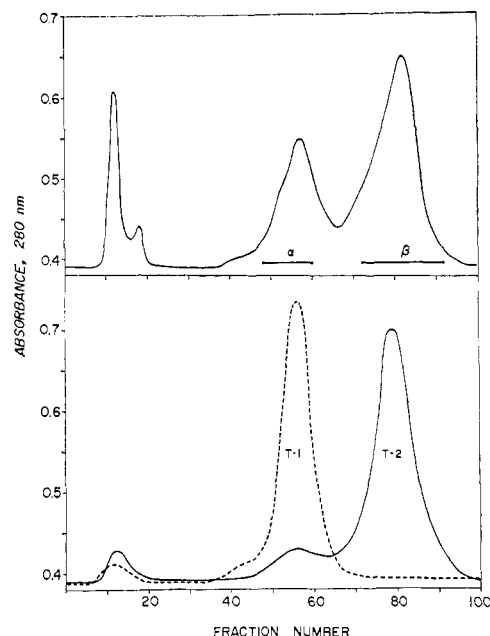 0.7
0.6
0.5
0.4
α
β
ABSORBANCE, 280 nm
0.7
0.6
0.5
0.4
T-1
T-2
20 40 60 80 100
FRACTION NUMBER